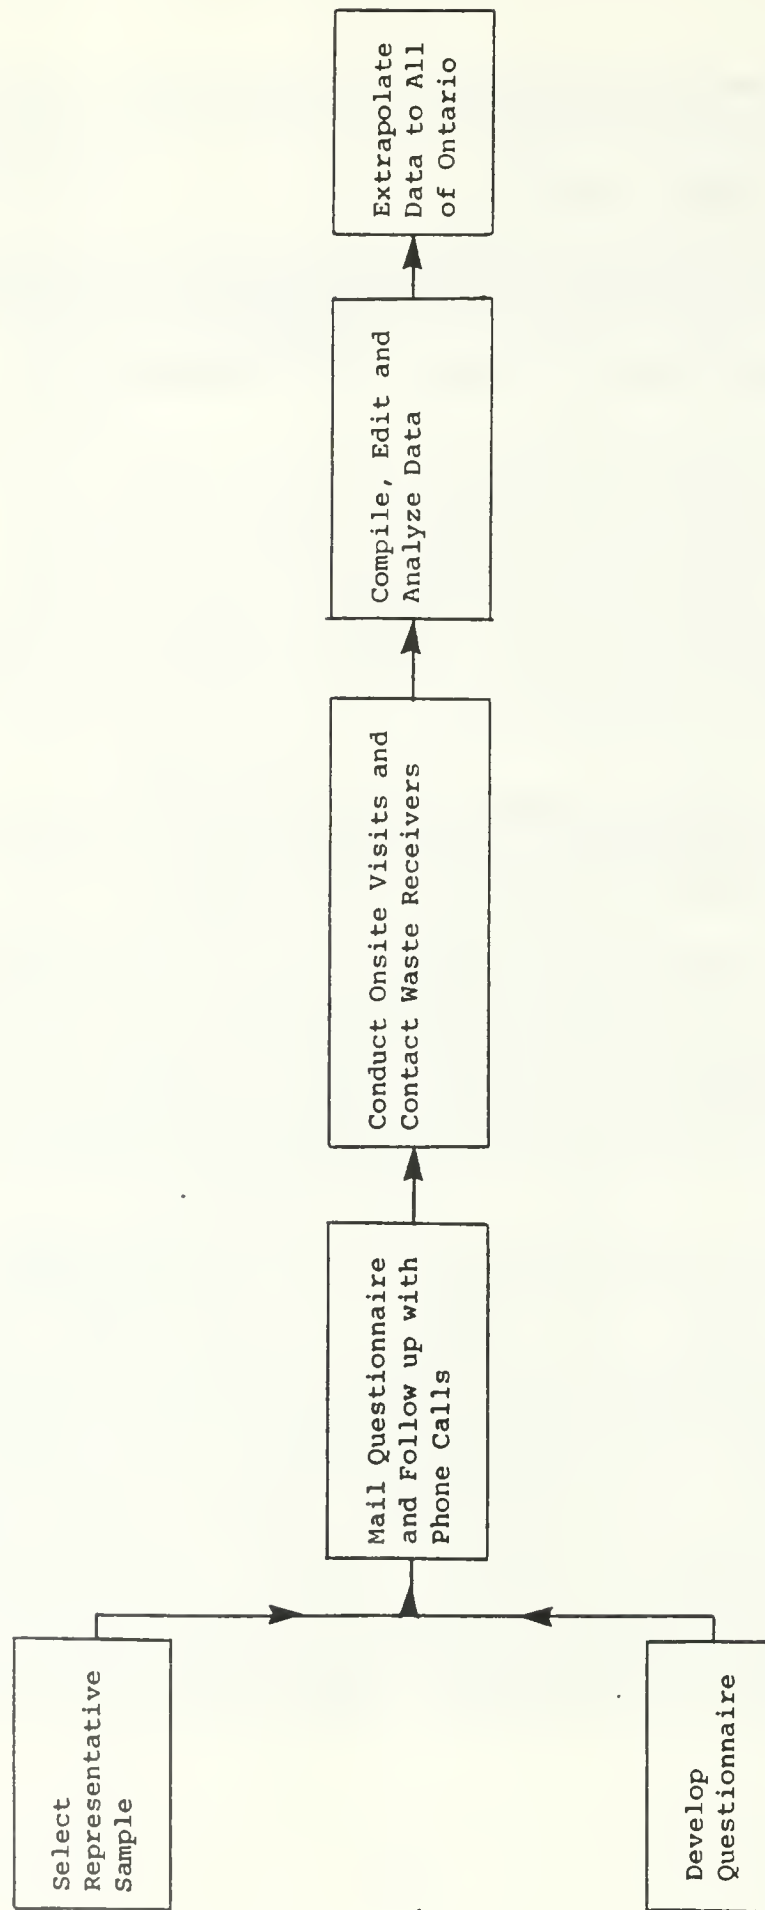 Select
Representative
Sample
Develop
Questionnaire
Mail Questionnaire
and Follow up with
Phone Calls
Conduct Onsite Visits and
Contact Waste Receivers
Compile, Edit and
Analyze Data
Extrapolate
Data to All
of Ontario